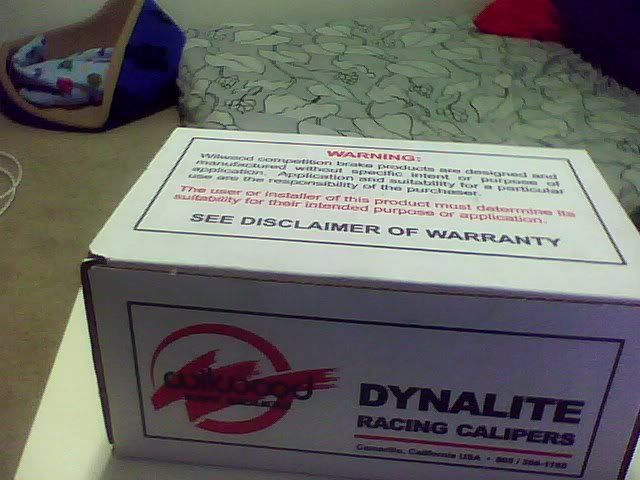 WARNING:
Wilwood competition brake products are designed and
manufactured without specific intent or purpose of
application. Application and suitability for a particular
use are the responsibility of the purchaser.
The user or installer of this product must determine its
suitability for their intended purpose or application.
SEE DISCLAIMER OF WARRANTY
wilwood
DYNALITE
RACING CALIPERS
Camarillo, California USA • 805 /